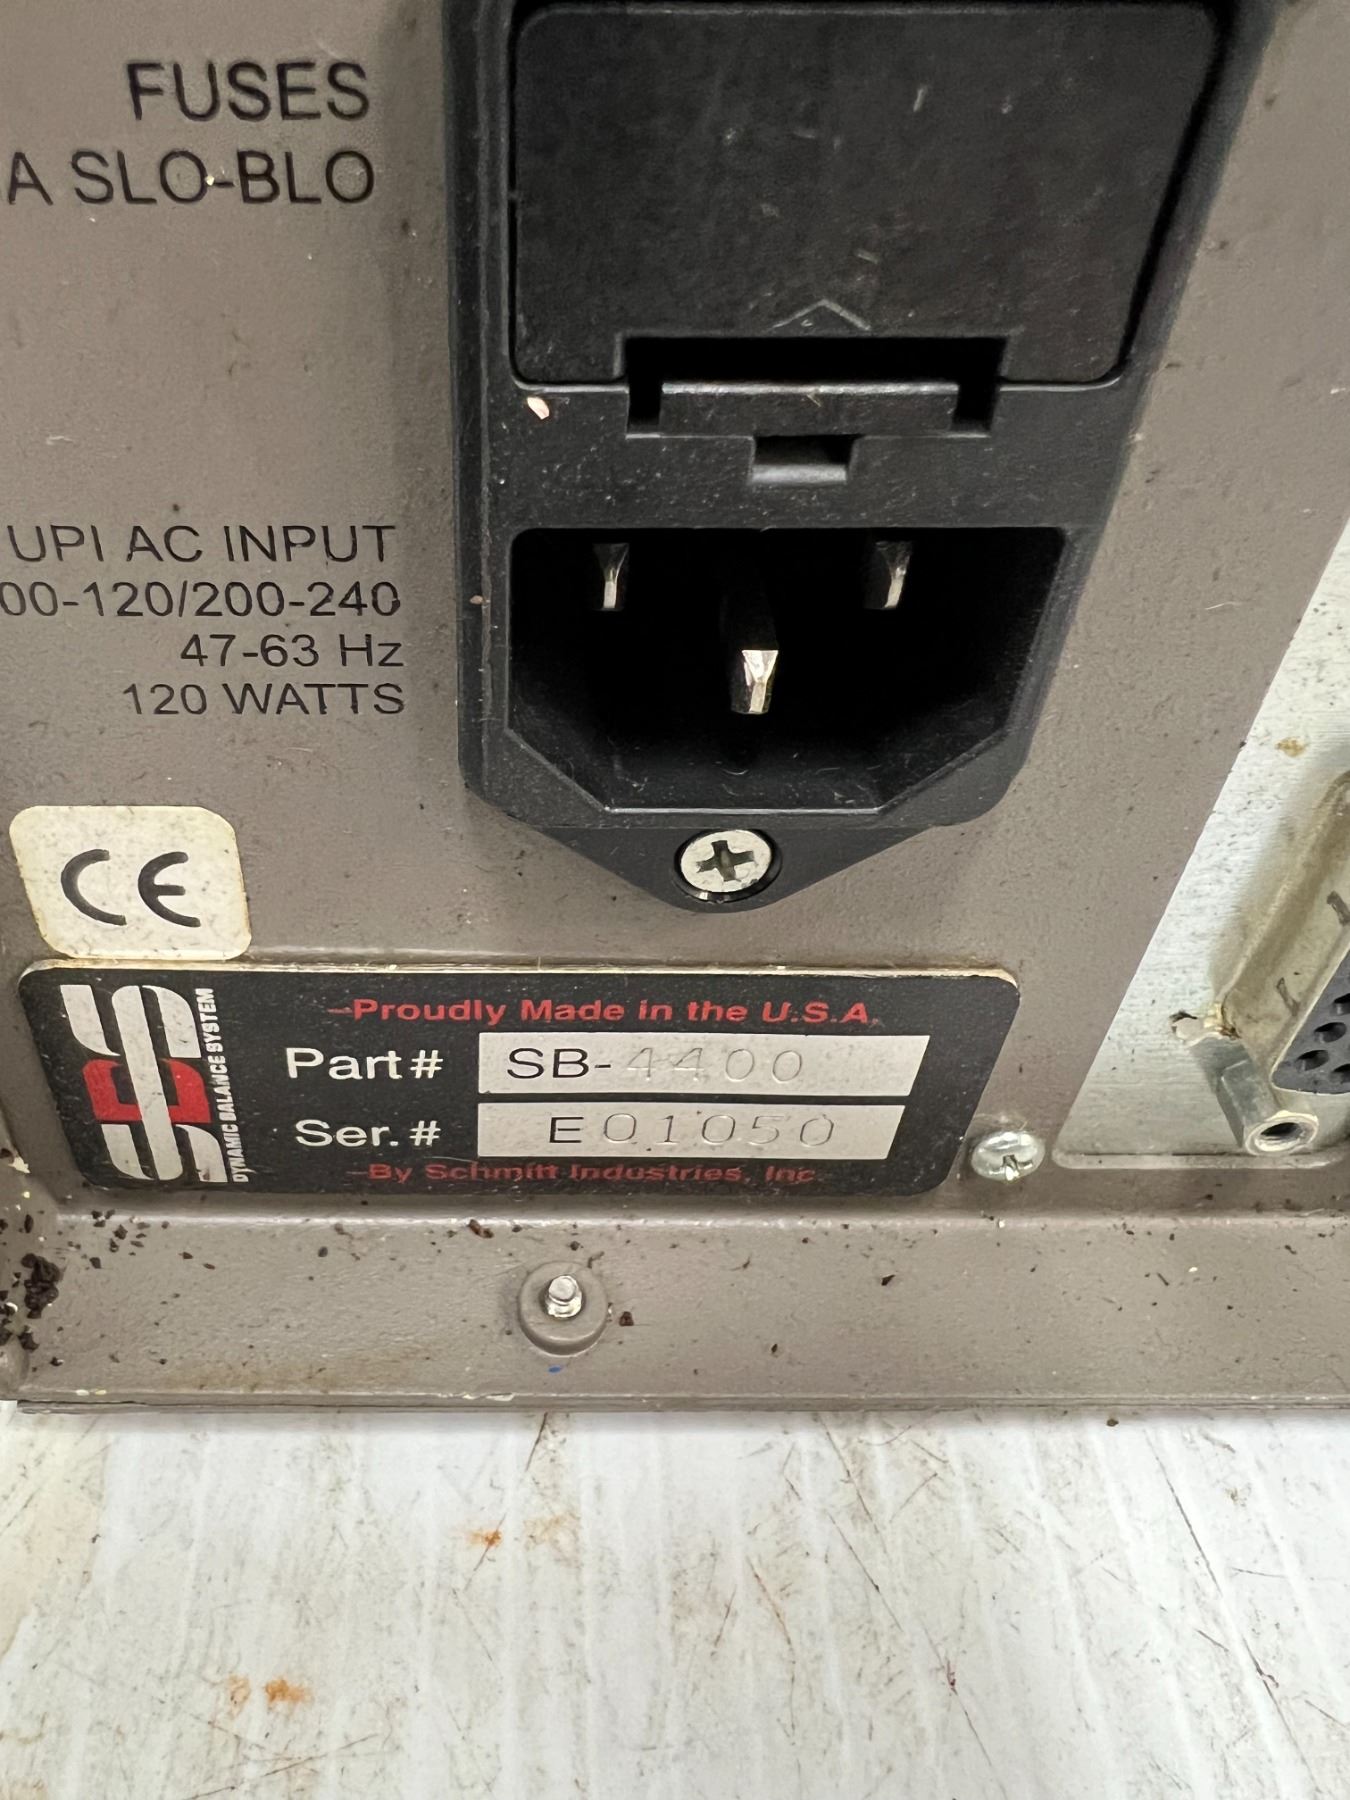 FUSES
A SLO-BLO
UPI AC INPUT
00-120/200-240
47-63 Hz
120 WATTS
CE
SBS
DYNAMIC BALANCE SYSTEM
-Proudly Made in the U.S.A.
Part# SB-4400
Ser.# E01050
-By Schmitt Industries, Inc.